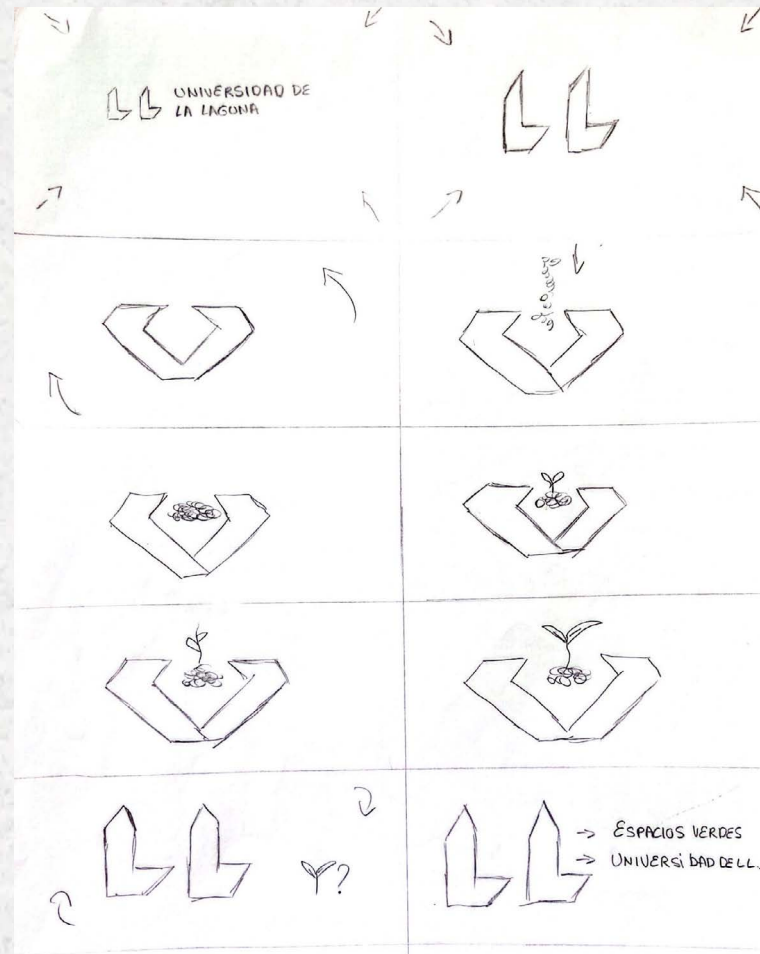 UNIVERSIDAD DE
LA LAGUNA
?
→ ESPACIOS VERDES
→ UNIVERSIDAD DE LL.